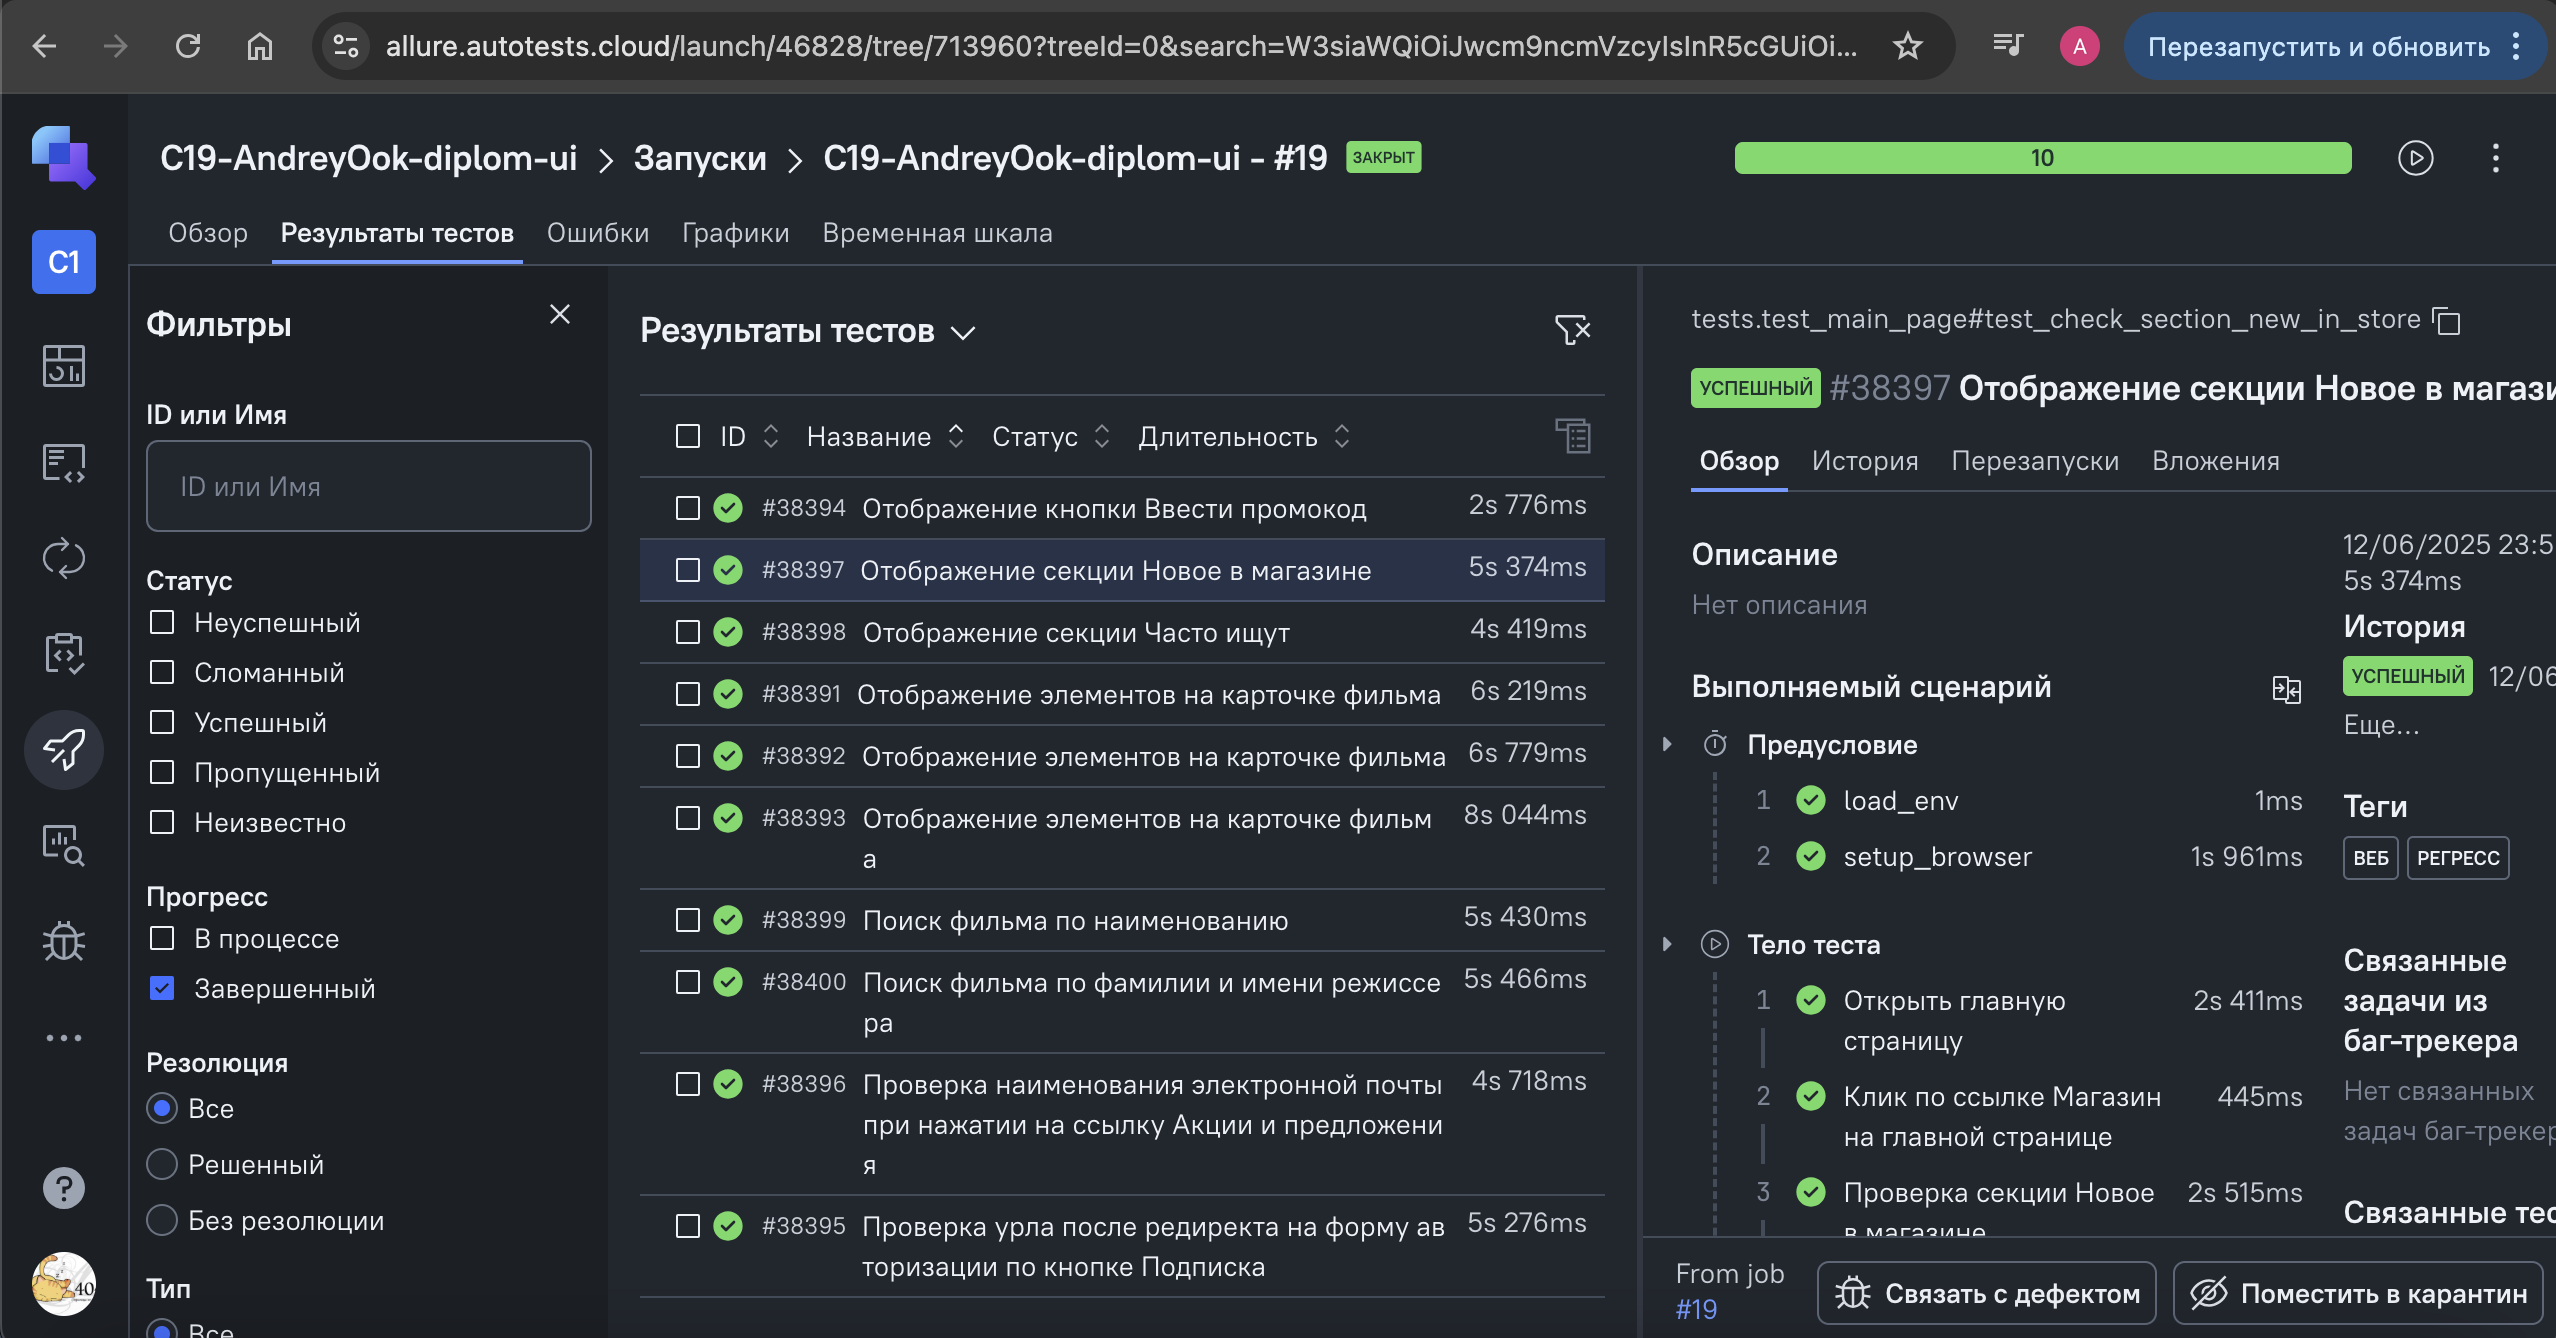 allure.autotests.cloud/launch/46828/tree/713960?treeId=0&search=W3siaWQiOiJwcm9ncmVzcyIsInR5cGUiOi...
A
Перезапустить и обновить
C19-AndreyOok-diplom-ui > Запуски > C19-AndreyOok-diplom-ui - #19 ЗАКРЫТ
10
C1
Обзор Результаты тестов Ошибки Графики Временная шкала
Фильтры
ID или Имя
ID или Имя
Статус
Неуспешный
Сломанный
Успешный
Пропущенный
Неизвестно
Прогресс
В процессе
Завершенный
Резолюция
Все
Решенный
Без резолюции
Тип
Все
?
40
Результаты тестов
ID Название Статус Длительность
#38394 Отображение кнопки Ввести промокод 2s 776ms
#38397 Отображение секции Новое в магазине 5s 374ms
#38398 Отображение секции Часто ищут 4s 419ms
#38391 Отображение элементов на карточке фильма 6s 219ms
#38392 Отображение элементов на карточке фильма 6s 779ms
#38393 Отображение элементов на карточке фильм 8s 044ms
а
#38399 Поиск фильма по наименованию 5s 430ms
#38400 Поиск фильма по фамилии и имени режиссе 5s 466ms
ра
#38396 Проверка наименования электронной почты 4s 718ms
при нажатии на ссылку Акции и предложени
я
#38395 Проверка урла после редиректа на форму ав 5s 276ms
торизации по кнопке Подписка
tests.test_main_page#test_check_section_new_in_store
УСПЕШНЫЙ #38397 Отображение секции Новое в магази
Обзор История Перезапуски Вложения
Описание
Нет описания
Выполняемый сценарий
Предусловие
1 load_env 1ms
2 setup_browser 1s 961ms
Тело теста
1 Открыть главную 2s 411ms
страницу
2 Клик по ссылке Магазин 445ms
на главной странице
3 Проверка секции Новое 2s 515ms
в магазине
12/06/2025 23:5
5s 374ms
История
УСПЕШНЫЙ 12/06
Еще...
Теги
ВЕБ РЕГРЕСС
Связанные
задачи из
баг-трекера
Нет связанных
задач баг-трекер
Связанные тес
From job
#19
Связать с дефектом
Поместить в карантин